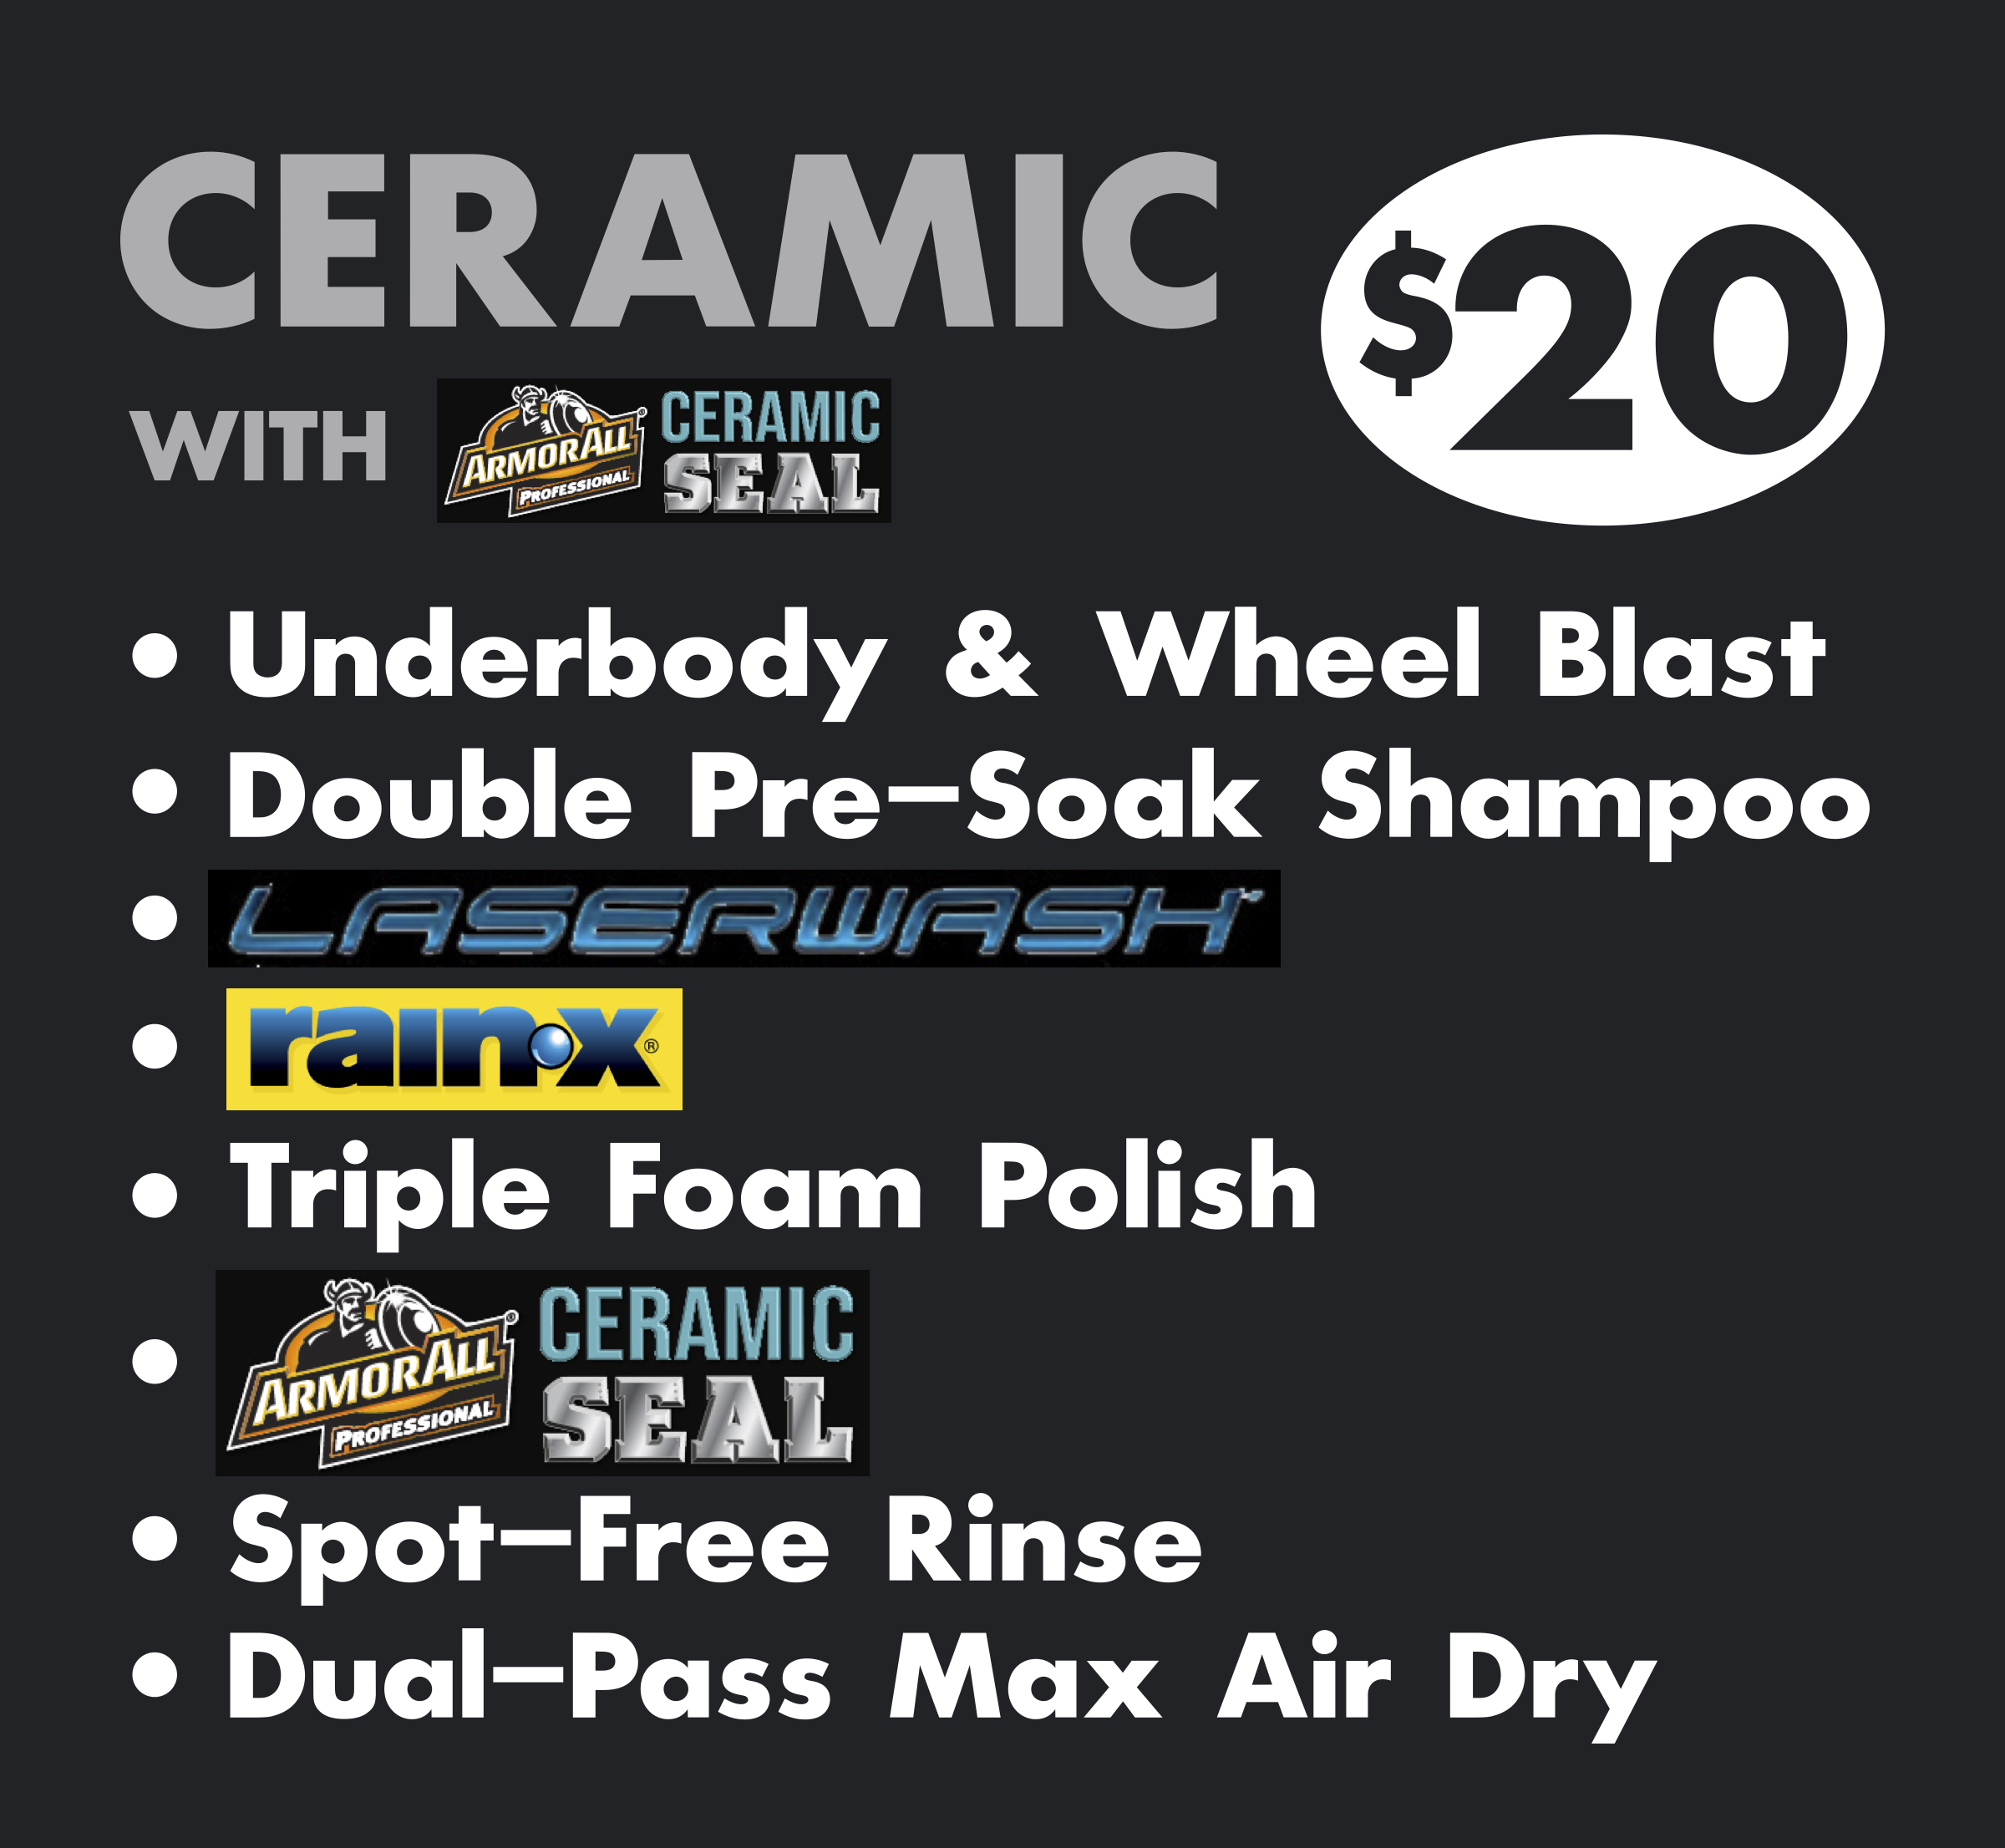 CERAMIC
$20
WITH ARMORALL® PROFESSIONAL CERAMIC SEAL
• Underbody & Wheel Blast
• Double Pre-Soak Shampoo
• LASERWASH
• rain-x®
• Triple Foam Polish
• ARMORALL® PROFESSIONAL CERAMIC SEAL
• Spot-Free Rinse
• Dual-Pass Max Air Dry